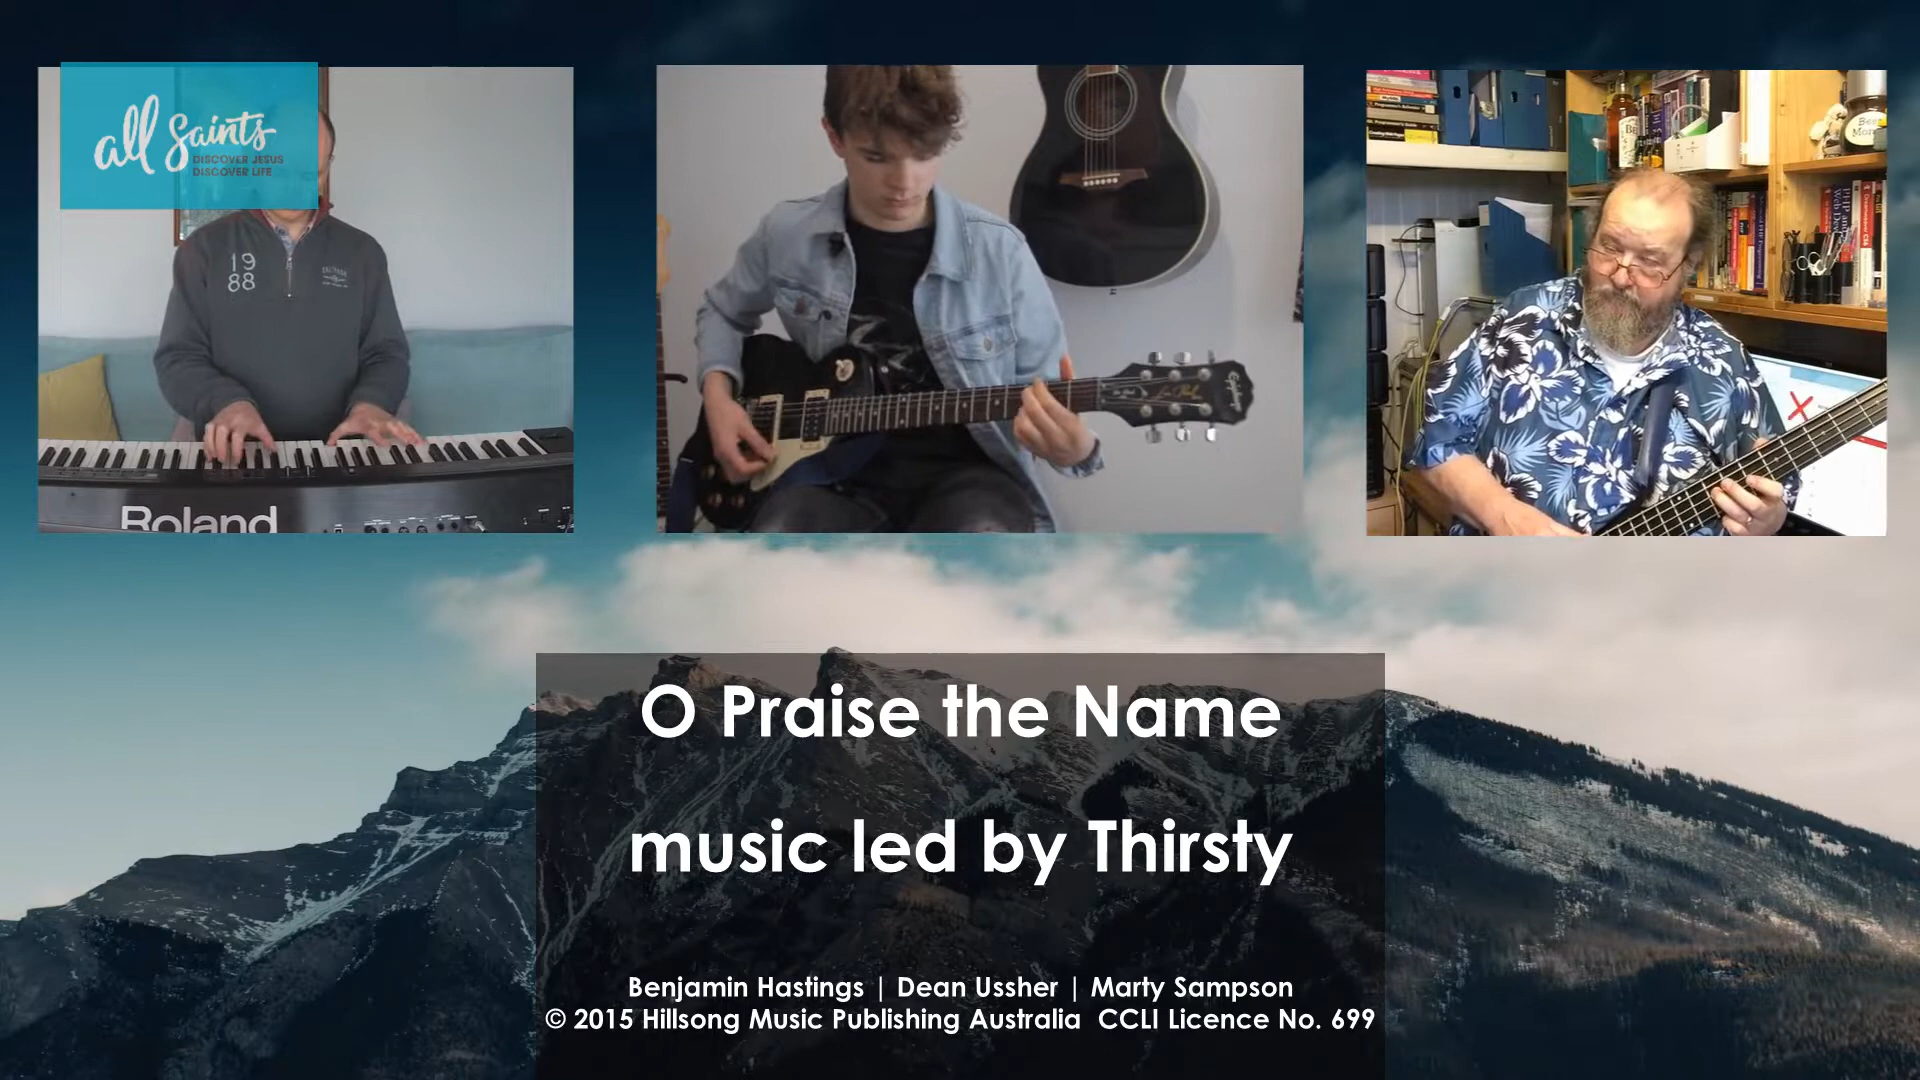 all Saints
DISCOVER JESUS
DISCOVER LIFE
19
88
Roland
Epiphone
O Praise the Name
music led by Thirsty
Benjamin Hastings | Dean Ussher | Marty Sampson
© 2015 Hillsong Music Publishing Australia  CCLI Licence No. 699